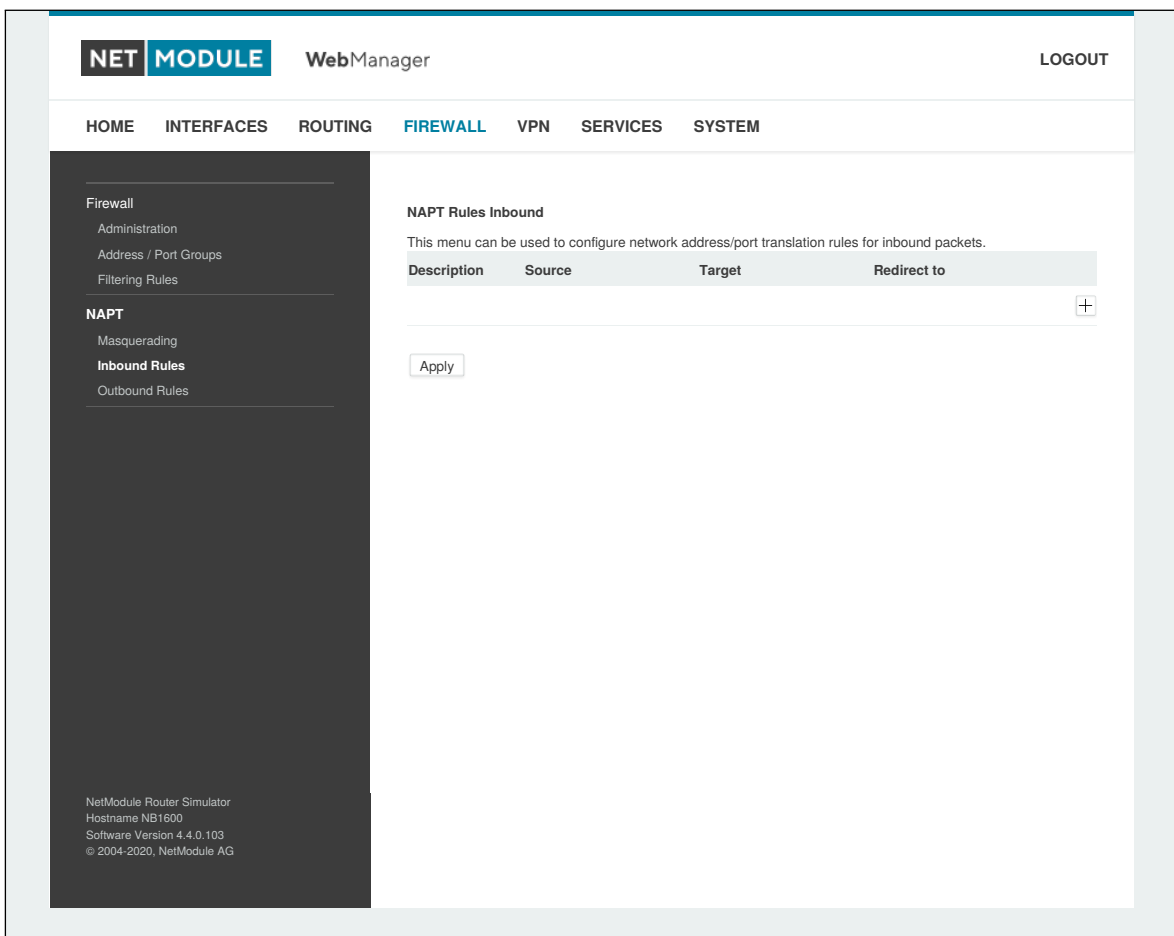 NET MODULE WebManager LOGOUT
HOME INTERFACES ROUTING FIREWALL VPN SERVICES SYSTEM
Firewall
Administration
Address / Port Groups
Filtering Rules
NAPT
Masquerading
Inbound Rules
Outbound Rules
NAPT Rules Inbound
This menu can be used to configure network address/port translation rules for inbound packets.
Description Source Target Redirect to
Apply
NetModule Router Simulator
Hostname NB1600
Software Version 4.4.0.103
© 2004-2020, NetModule AG